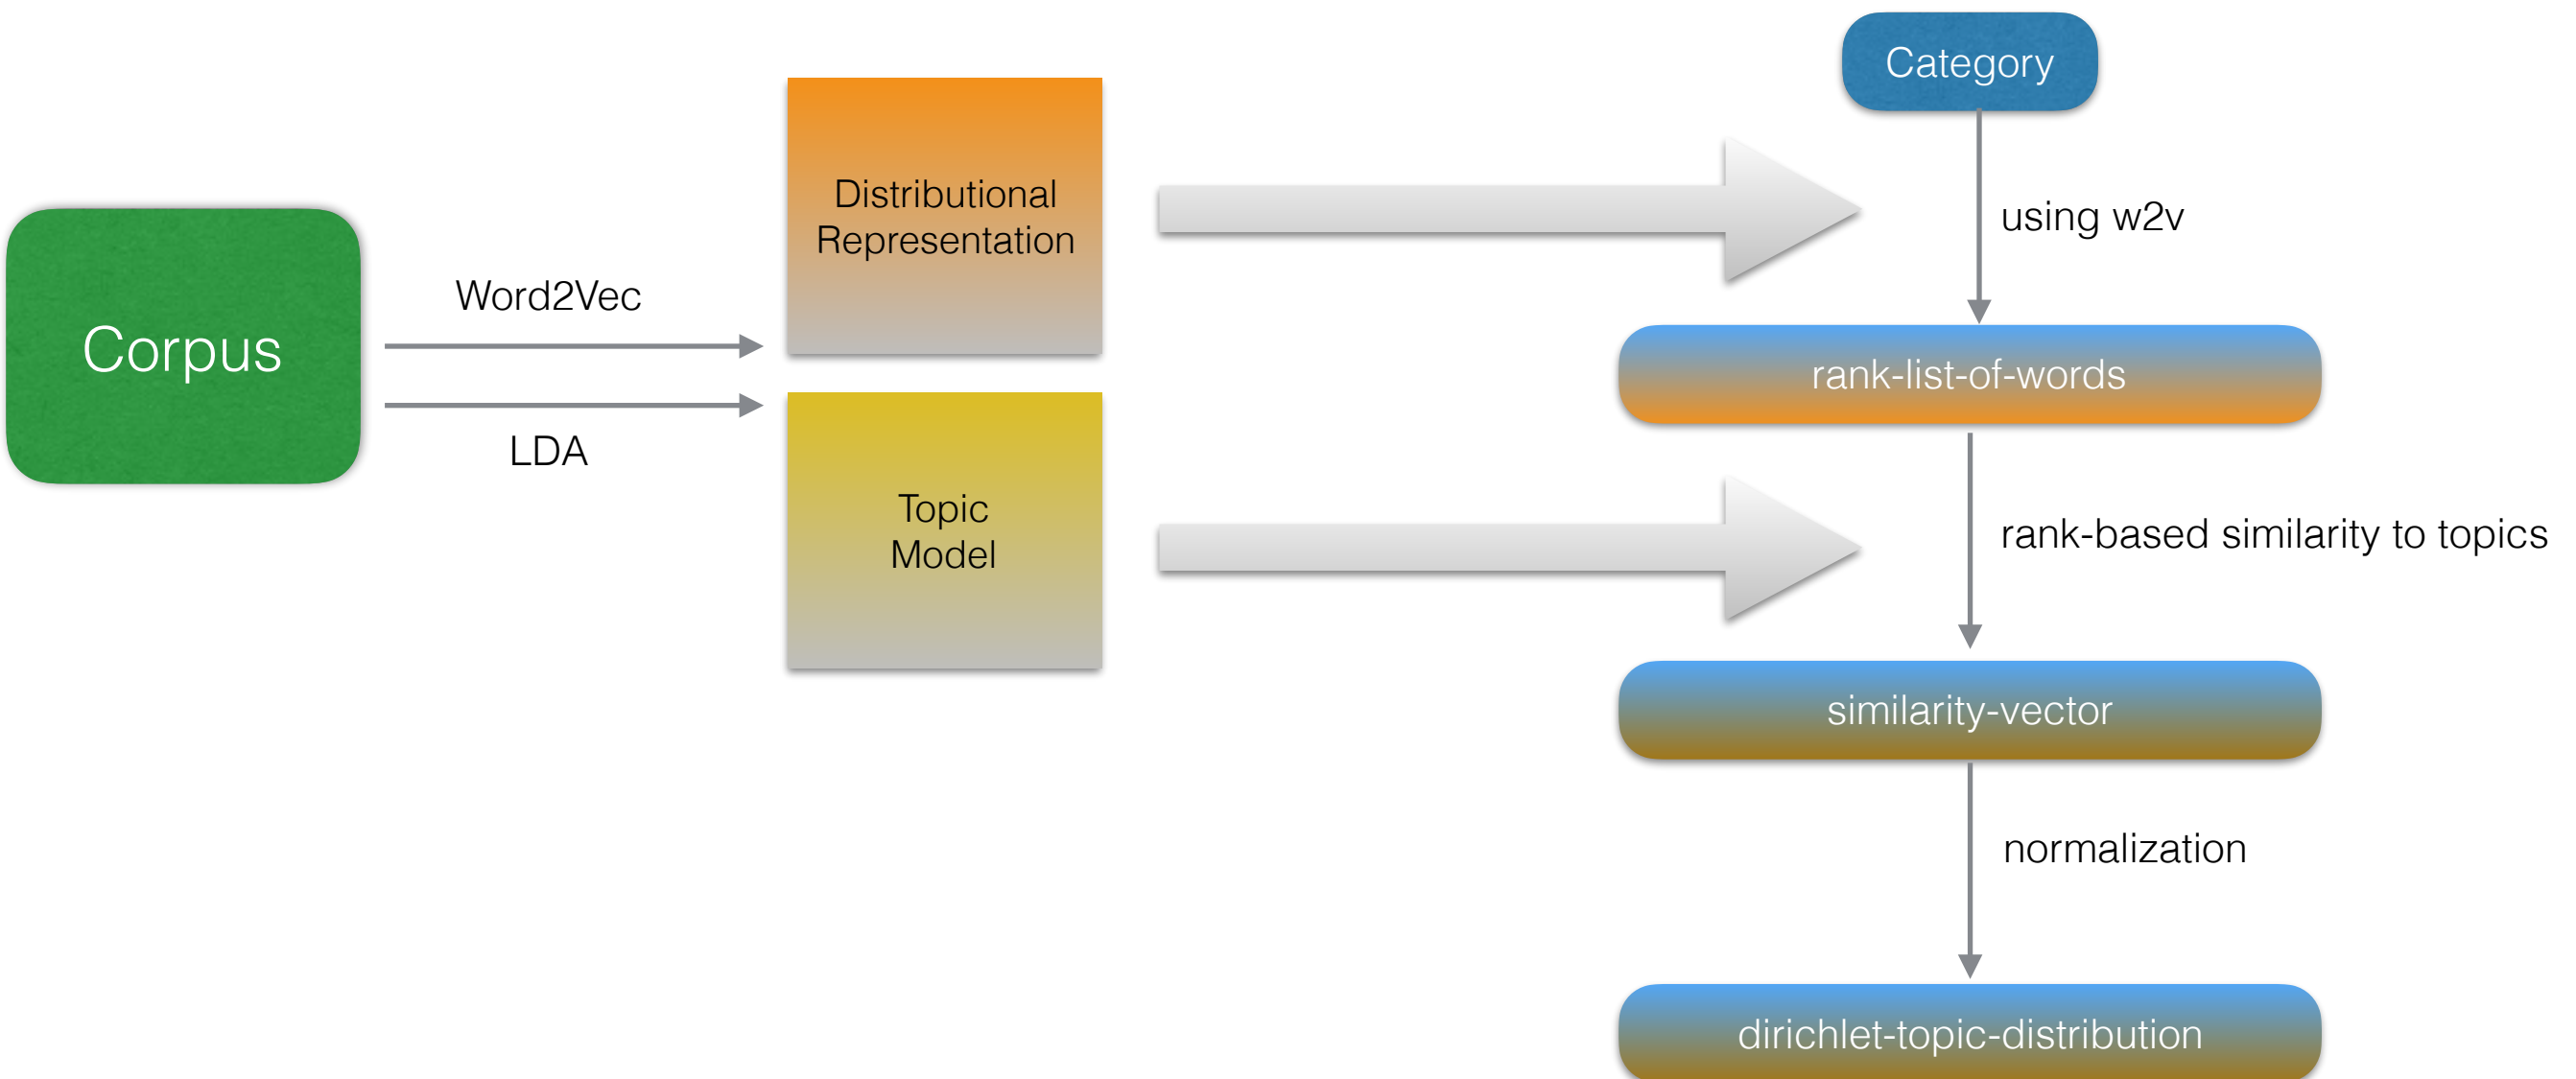 Corpus
Word2Vec
LDA
Distributional
Representation
Topic
Model
Category
using w2v
rank-list-of-words
rank-based similarity to topics
similarity-vector
normalization
dirichlet-topic-distribution